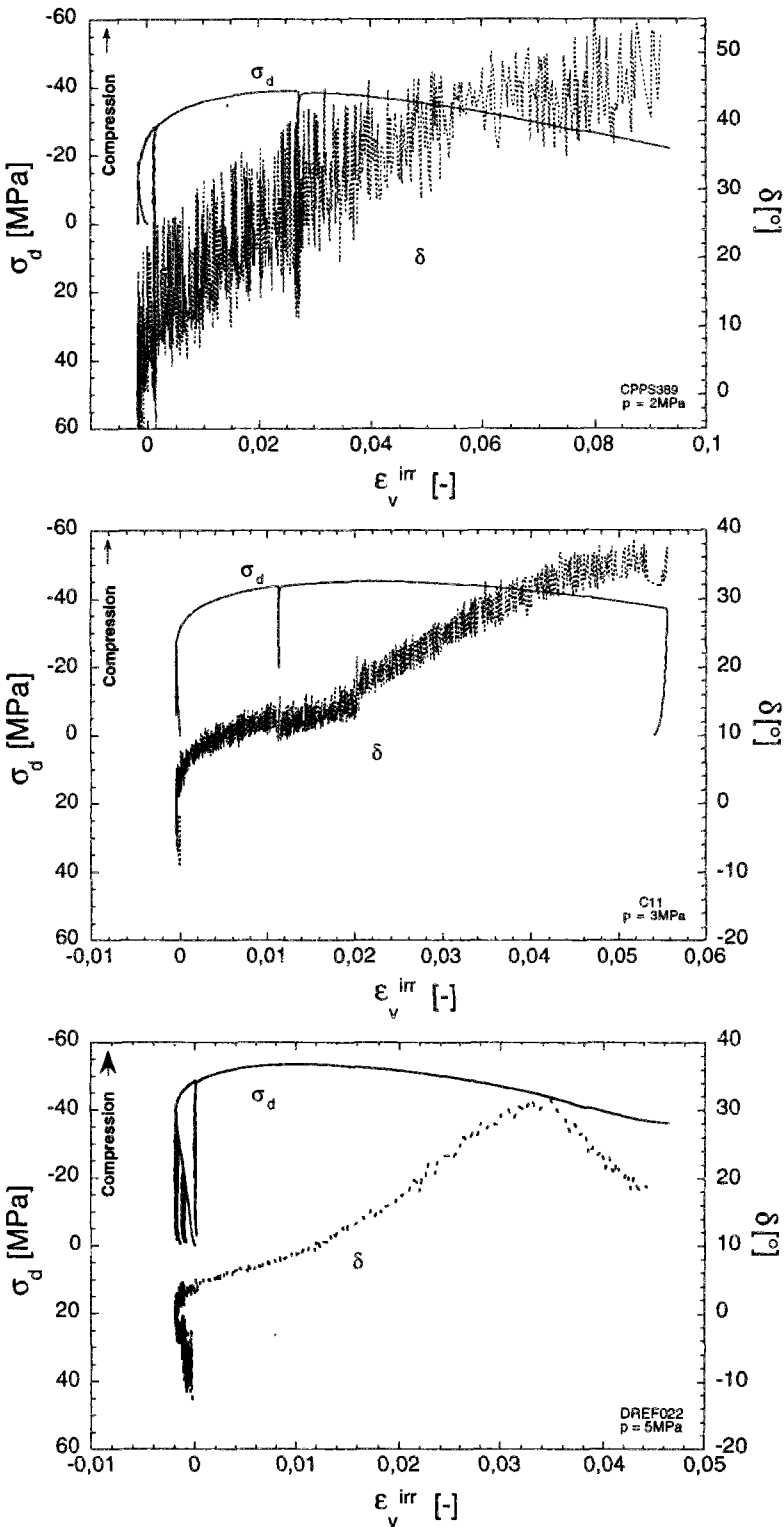 -60
-40
-20
0
20
40
60
σd [MPa]
Compression
σd
δ
50
40
30
20
10
0
δ [°]
CPPS389
p = 2MPa
0
0,02
0,04
0,06
0,08
0,1
εv irr [-]
-60
-40
-20
0
20
40
60
σd [MPa]
Compression
σd
δ
40
30
20
10
0
-10
-20
δ [°]
C11
p = 3MPa
-0,01
0
0,01
0,02
0,03
0,04
0,05
0,06
εv irr [-]
-60
-40
-20
0
20
40
60
σd [MPa]
Compression
σd
δ
40
30
20
10
0
-10
-20
δ [°]
DREF022
p = 5MPa
-0,01
0
0,01
0,02
0,03
0,04
0,05
εv irr [-]